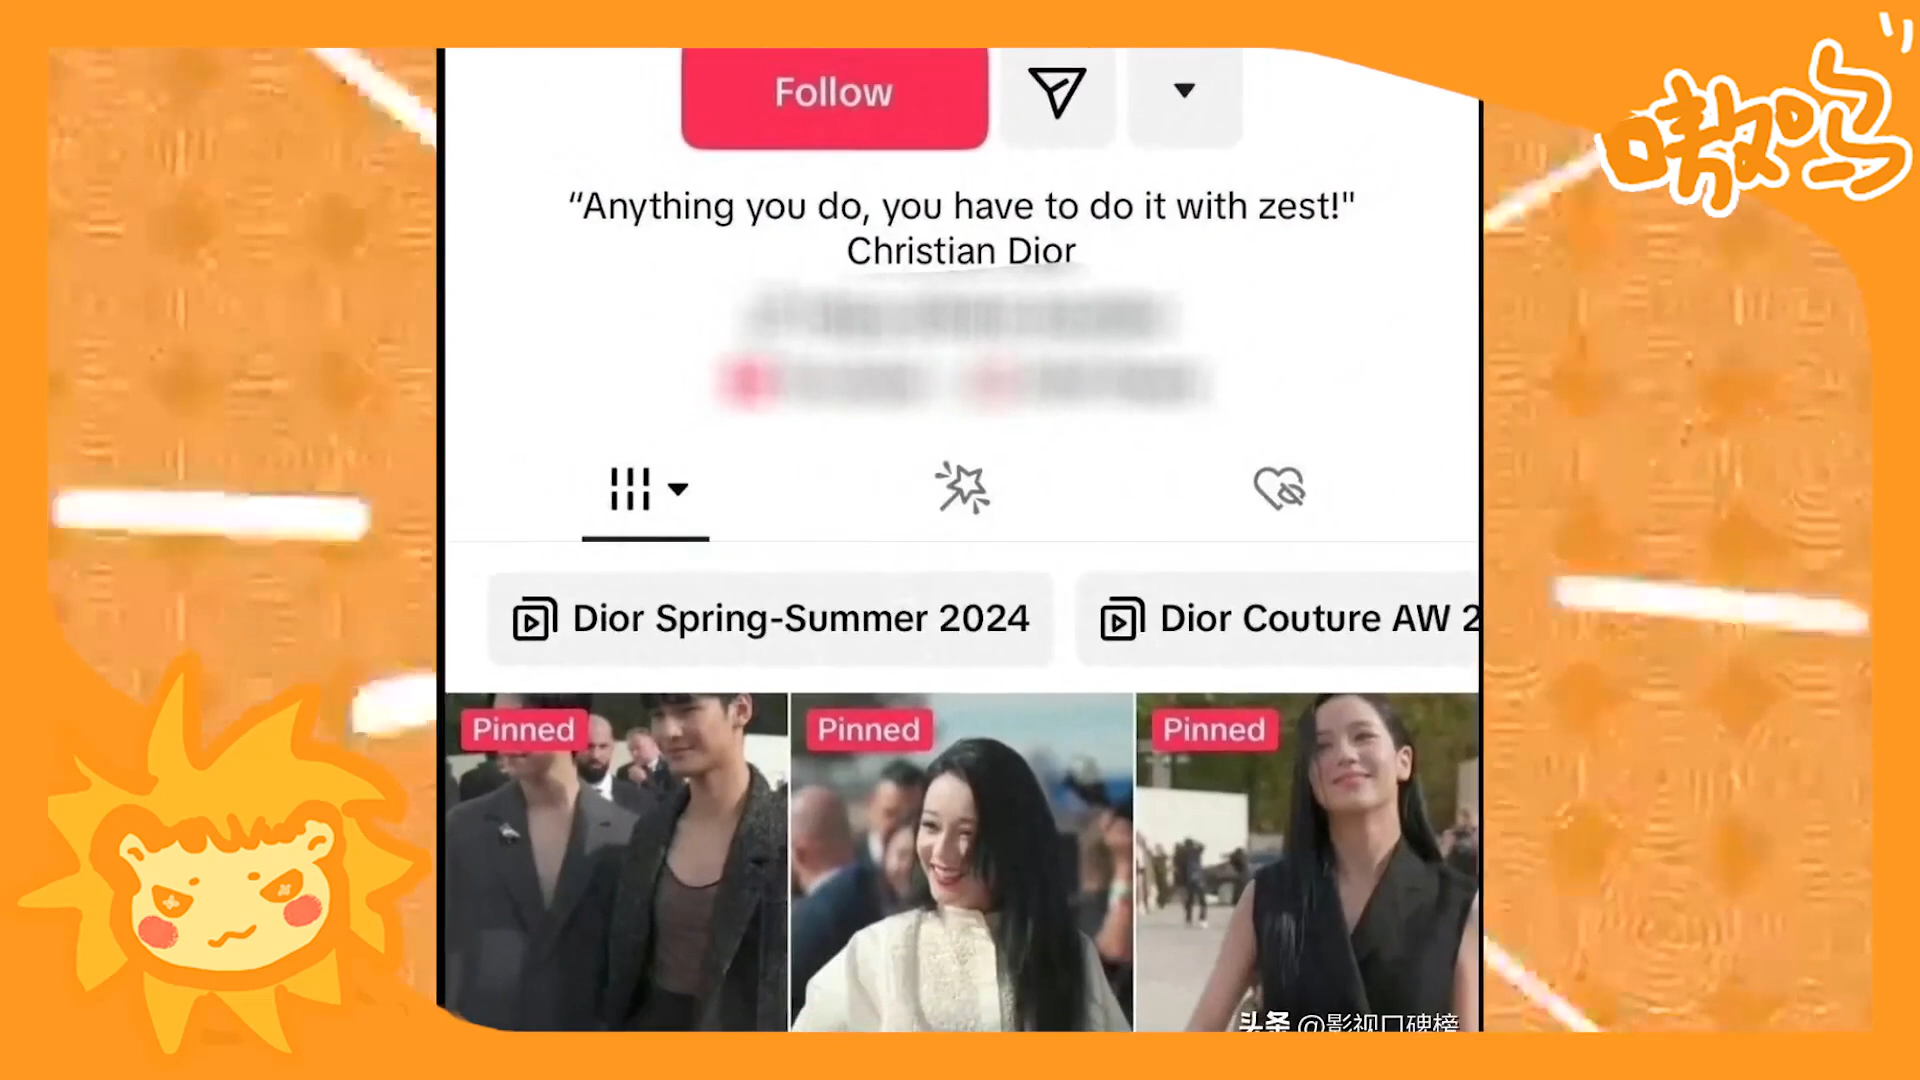 嗷呜
Follow
“Anything you do, you have to do it with zest!"
Christian Dior
Dior Spring-Summer 2024
Dior Couture AW 2
Pinned
Pinned
Pinned
头条 @影视口碑榜